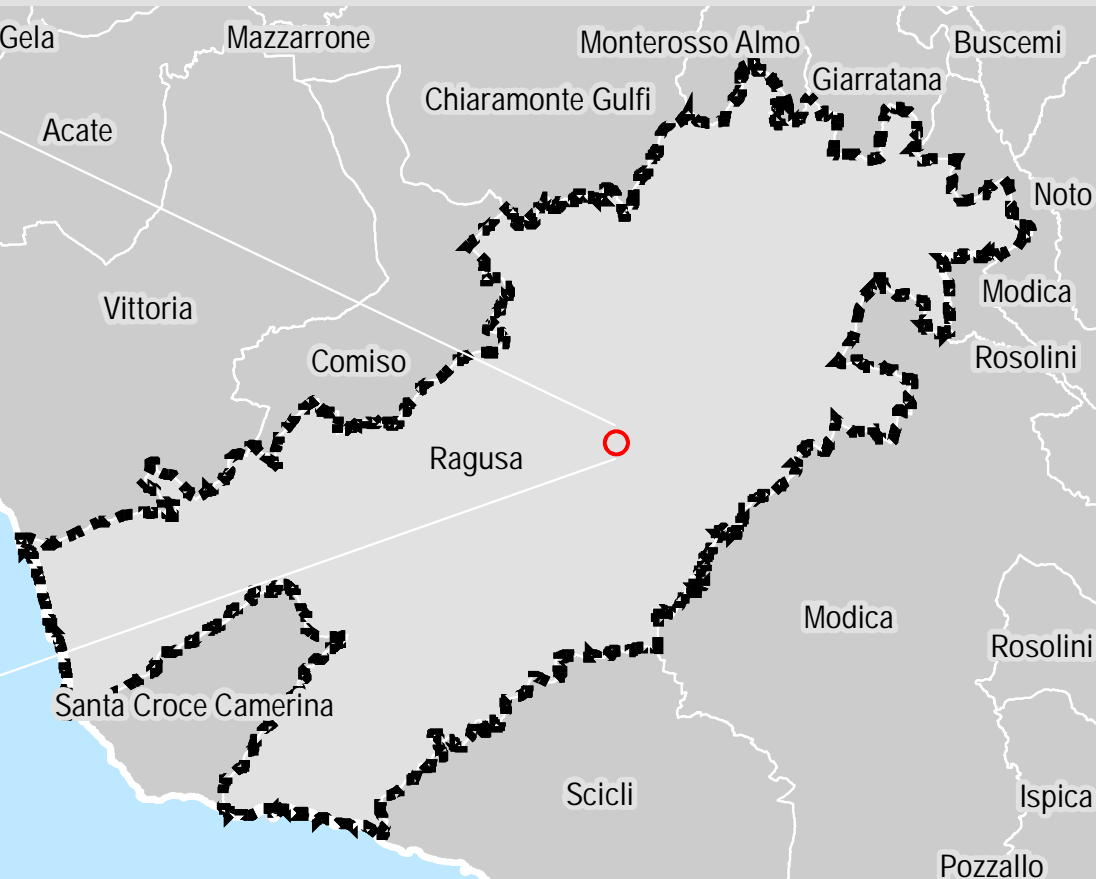 Gela
Mazzarrone
Monterosso Almo
Buscemi
Giarratana
Chiaramonte Gulfi
Acate
Noto
Modica
Vittoria
Rosolini
Comiso
Ragusa
Modica
Rosolini
Santa Croce Camerina
Scicli
Ispica
Pozzallo